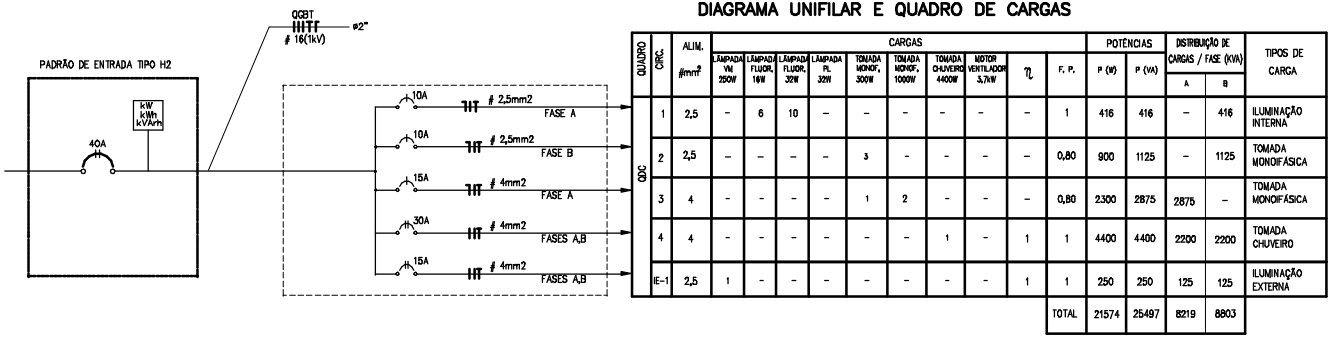 DIAGRAMA UNIFILAR E QUADRO DE CARGAS
QGBT
# 16(1kV)
ø2"
PADRÃO DE ENTRADA TIPO H2
kW
kWh
kVArh
40A
10A
# 2,5mm2
FASE A
10A
# 2,5mm2
FASE B
15A
# 4mm2
FASE A
30A
# 4mm2
FASES A,B
15A
# 4mm2
FASES A,B
QUADRO CIRC. ALIM. #mm² CARGAS POTÊNCIAS DISTRIBUIÇÃO DE CARGAS / FASE (KVA) TIPOS DE CARGA
LÂMPADA VM 250W LÂMPADA FLUOR. 16W LÂMPADA FLUOR. 32W LÂMPADA PL 32W TOMADA MONOF. 300W TOMADA MONOF. 1000W TOMADA CHUVEIRO 4400W MOTOR VENTILADOR 3,7kW η F. P. P (W) P (VA) A B
QDC
1 2,5 - 6 10 - - - - - - 1 416 416 - 416 ILUMINAÇÃO INTERNA
2 2,5 - - - - 3 - - - - 0,80 900 1125 - 1125 TOMADA MONOIFÁSICA
3 4 - - - - 1 2 - - - 0,80 2300 2875 2875 - TOMADA MONOIFÁSICA
4 4 - - - - - - 1 - 1 1 4400 4400 2200 2200 TOMADA CHUVEIRO
IE-1 2,5 1 - - - - - - - 1 1 250 250 125 125 ILUMINAÇÃO EXTERNA
TOTAL 21574 25497 8219 8803